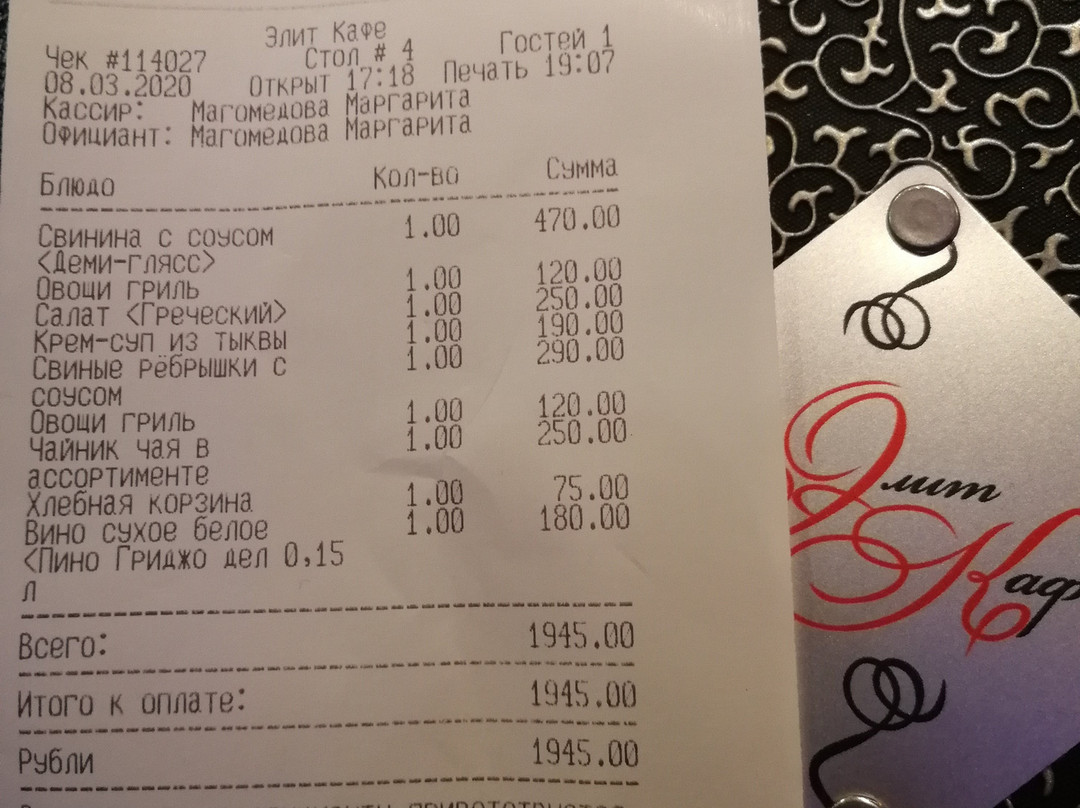 Элит Кафе
Чек #114027 Стол # 4 Гостей 1
08.03.2020 Открыт 17:18 Печать 19:07
Кассир: Магомедова Маргарита
Официант: Магомедова Маргарита
Блюдо Кол-во Сумма
Свинина с соусом 1.00 470.00
<Деми-глясс>
Овощи гриль 1.00 120.00
Салат <Греческий> 1.00 250.00
Крем-суп из тыквы 1.00 190.00
Свиные рёбрышки с 1.00 290.00
соусом
Овощи гриль 1.00 120.00
Чайник чая в 1.00 250.00
ассортименте
Хлебная корзина 1.00 75.00
Вино сухое белое 1.00 180.00
<Пино Гриджо дел 0,15
л
Всего: 1945.00
Итого к оплате: 1945.00
Рубли 1945.00
Элит
Каф